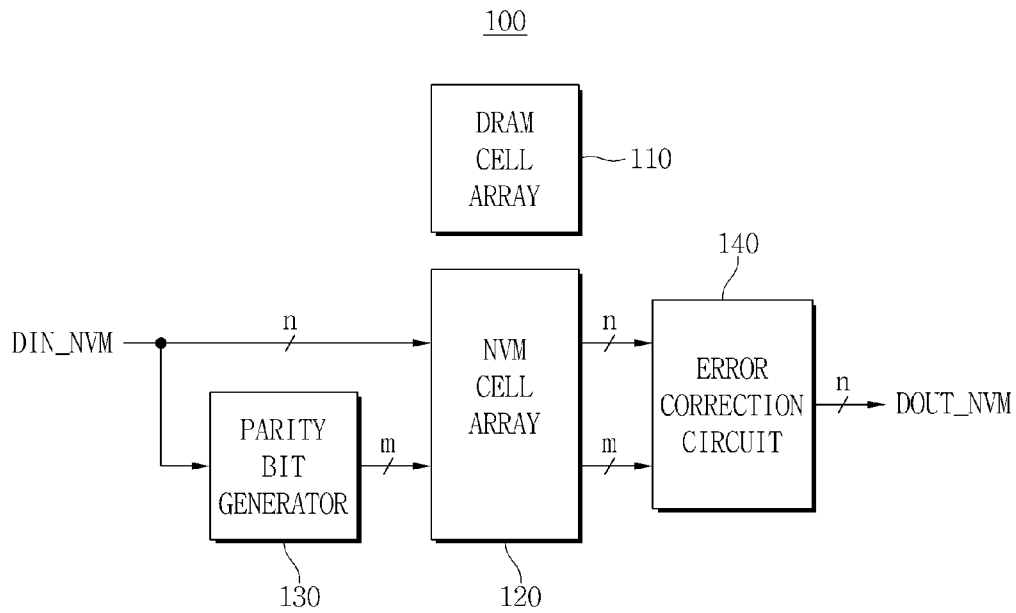 100
DRAM
CELL
ARRAY
110
140
DIN_NVM
n
NVM
CELL
ARRAY
n
ERROR
CORRECTION
CIRCUIT
n
DOUT_NVM
PARITY
BIT
GENERATOR
m
m
130
120